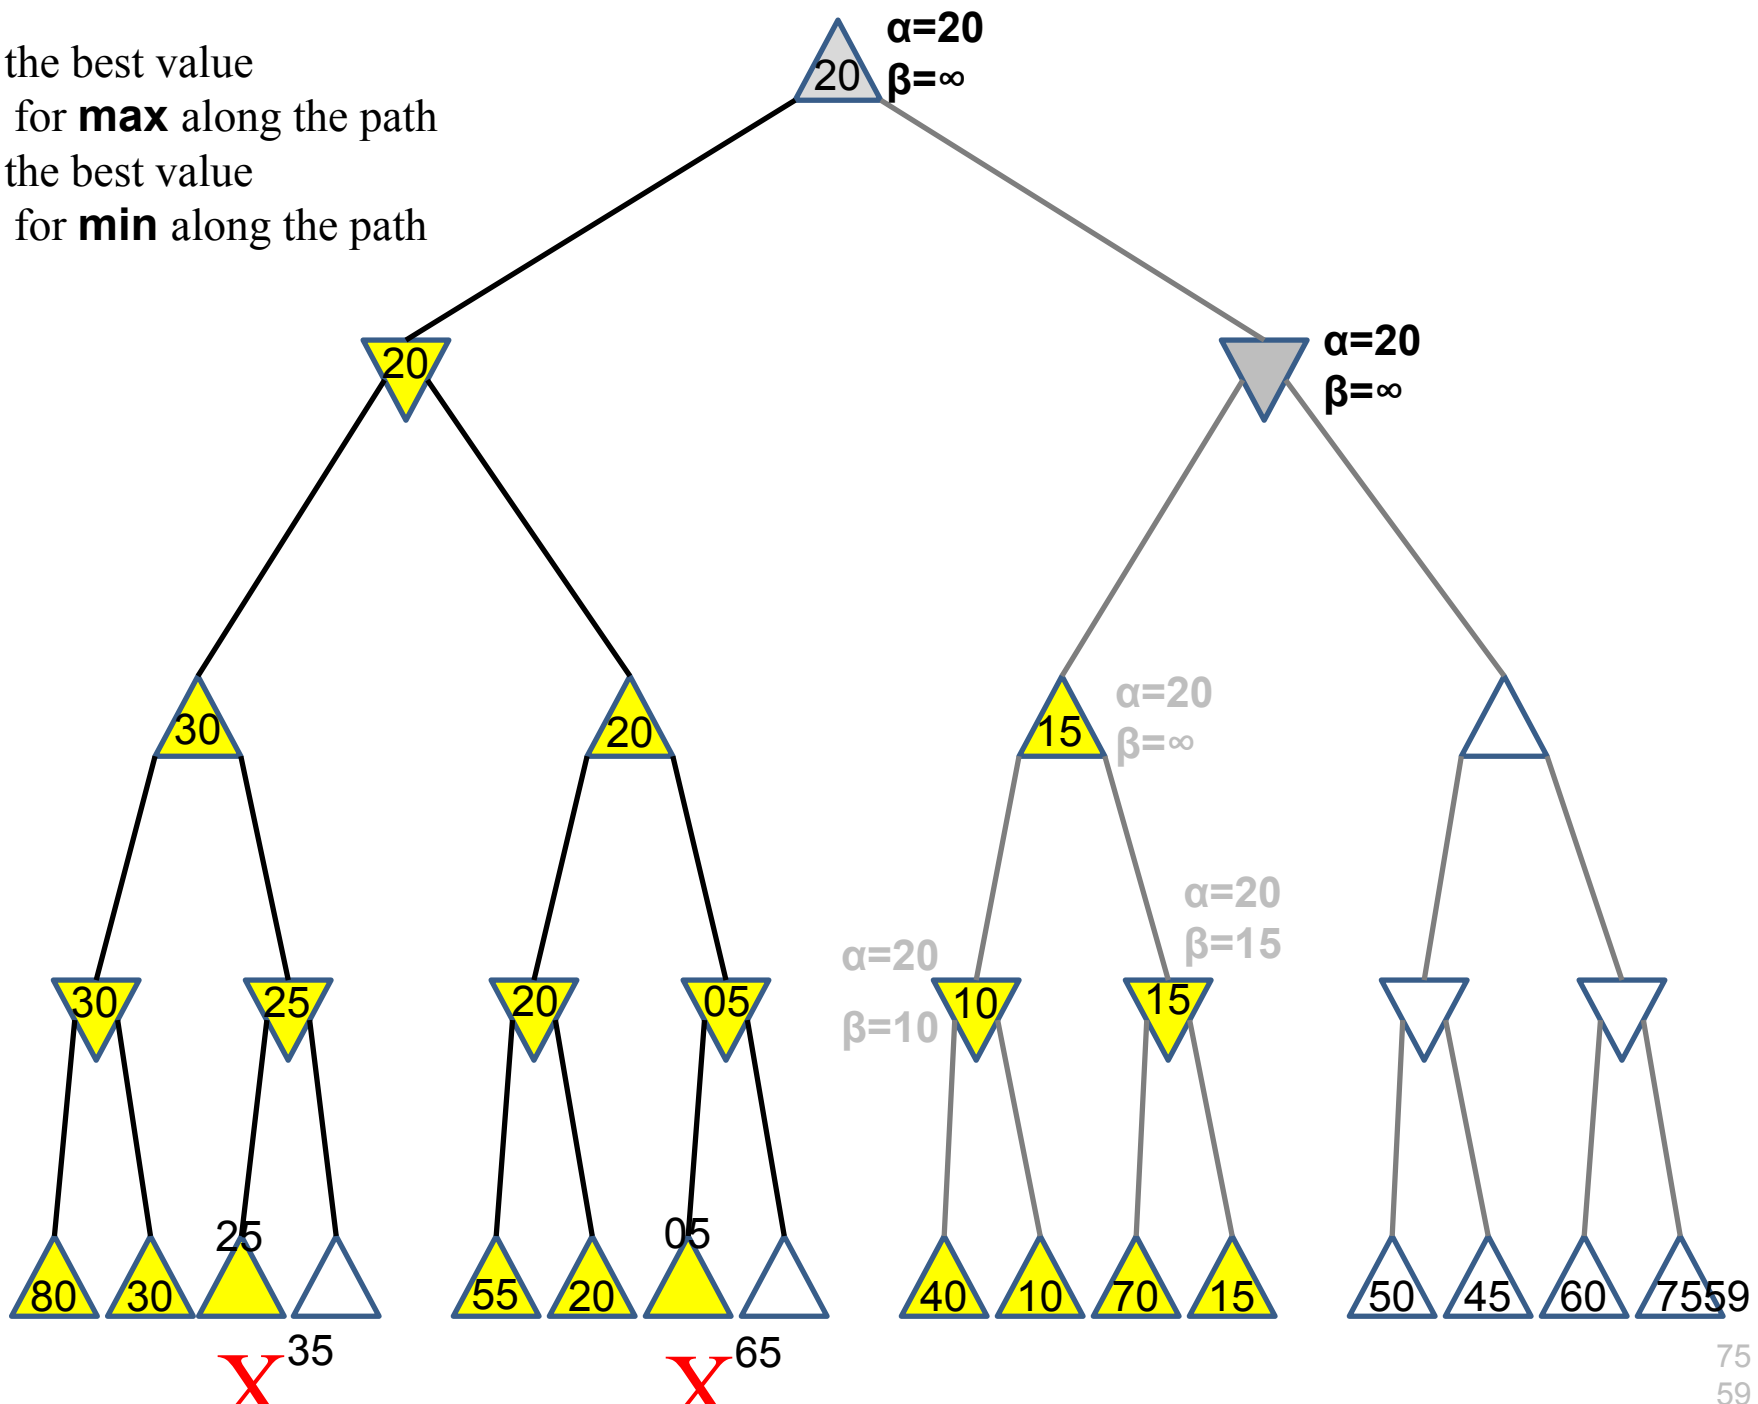 the best value
for max along the path
the best value
for min along the path
α=20
β=∞
20
20
α=20
β=∞
30
20
15
α=20
β=∞
α=20
β=15
α=20
β=10
30
25
20
05
10
15
25
05
80
30
55
20
40
10
70
15
50
45
60
7559
X
35
X
65
75
59